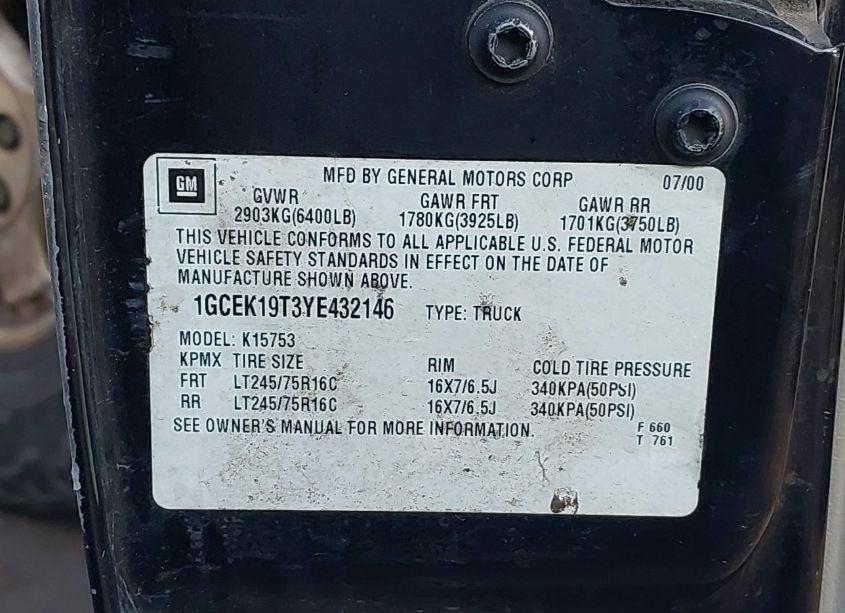 GM
MFD BY GENERAL MOTORS CORP 07/00
GVWR GAWR FRT GAWR RR
2903KG(6400LB) 1780KG(3925LB) 1701KG(3750LB)
THIS VEHICLE CONFORMS TO ALL APPLICABLE U.S. FEDERAL MOTOR
VEHICLE SAFETY STANDARDS IN EFFECT ON THE DATE OF
MANUFACTURE SHOWN ABOVE.
1GCEK19T3YE432146 TYPE: TRUCK
MODEL: K15753
KPMX TIRE SIZE RIM COLD TIRE PRESSURE
FRT LT245/75R16C 16X7/6.5J 340KPA(50PSI)
RR LT245/75R16C 16X7/6.5J 340KPA(50PSI)
SEE OWNER'S MANUAL FOR MORE INFORMATION. F 660
T 761